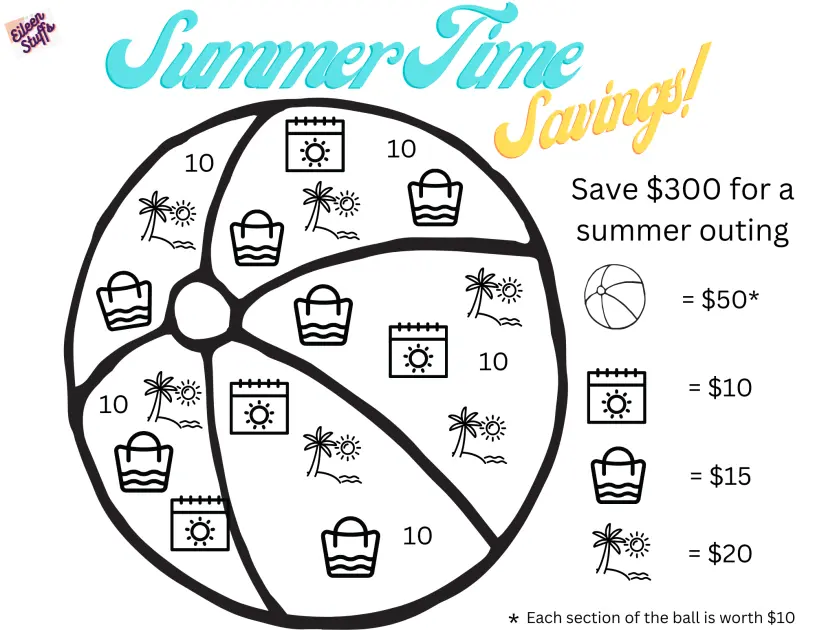 Eileen
Stuffs
Summer Time
Savings!
10
10
Save $300 for a
summer outing
= $50*
10
= $10
10
= $15
10
= $20
* Each section of the ball is worth $10